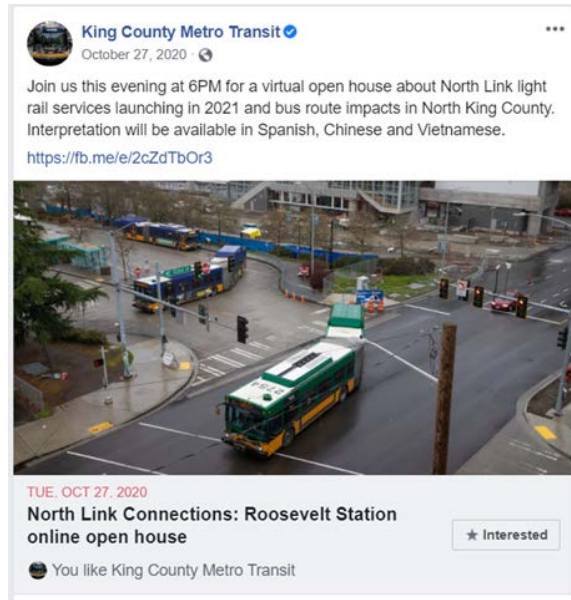 King County Metro Transit
October 27, 2020 ·
Join us this evening at 6PM for a virtual open house about North Link light
rail services launching in 2021 and bus route impacts in North King County.
Interpretation will be available in Spanish, Chinese and Vietnamese.
https://fb.me/e/2cZdTbOr3
2754
TUE, OCT 27, 2020
North Link Connections: Roosevelt Station
online open house
Interested
You like King County Metro Transit